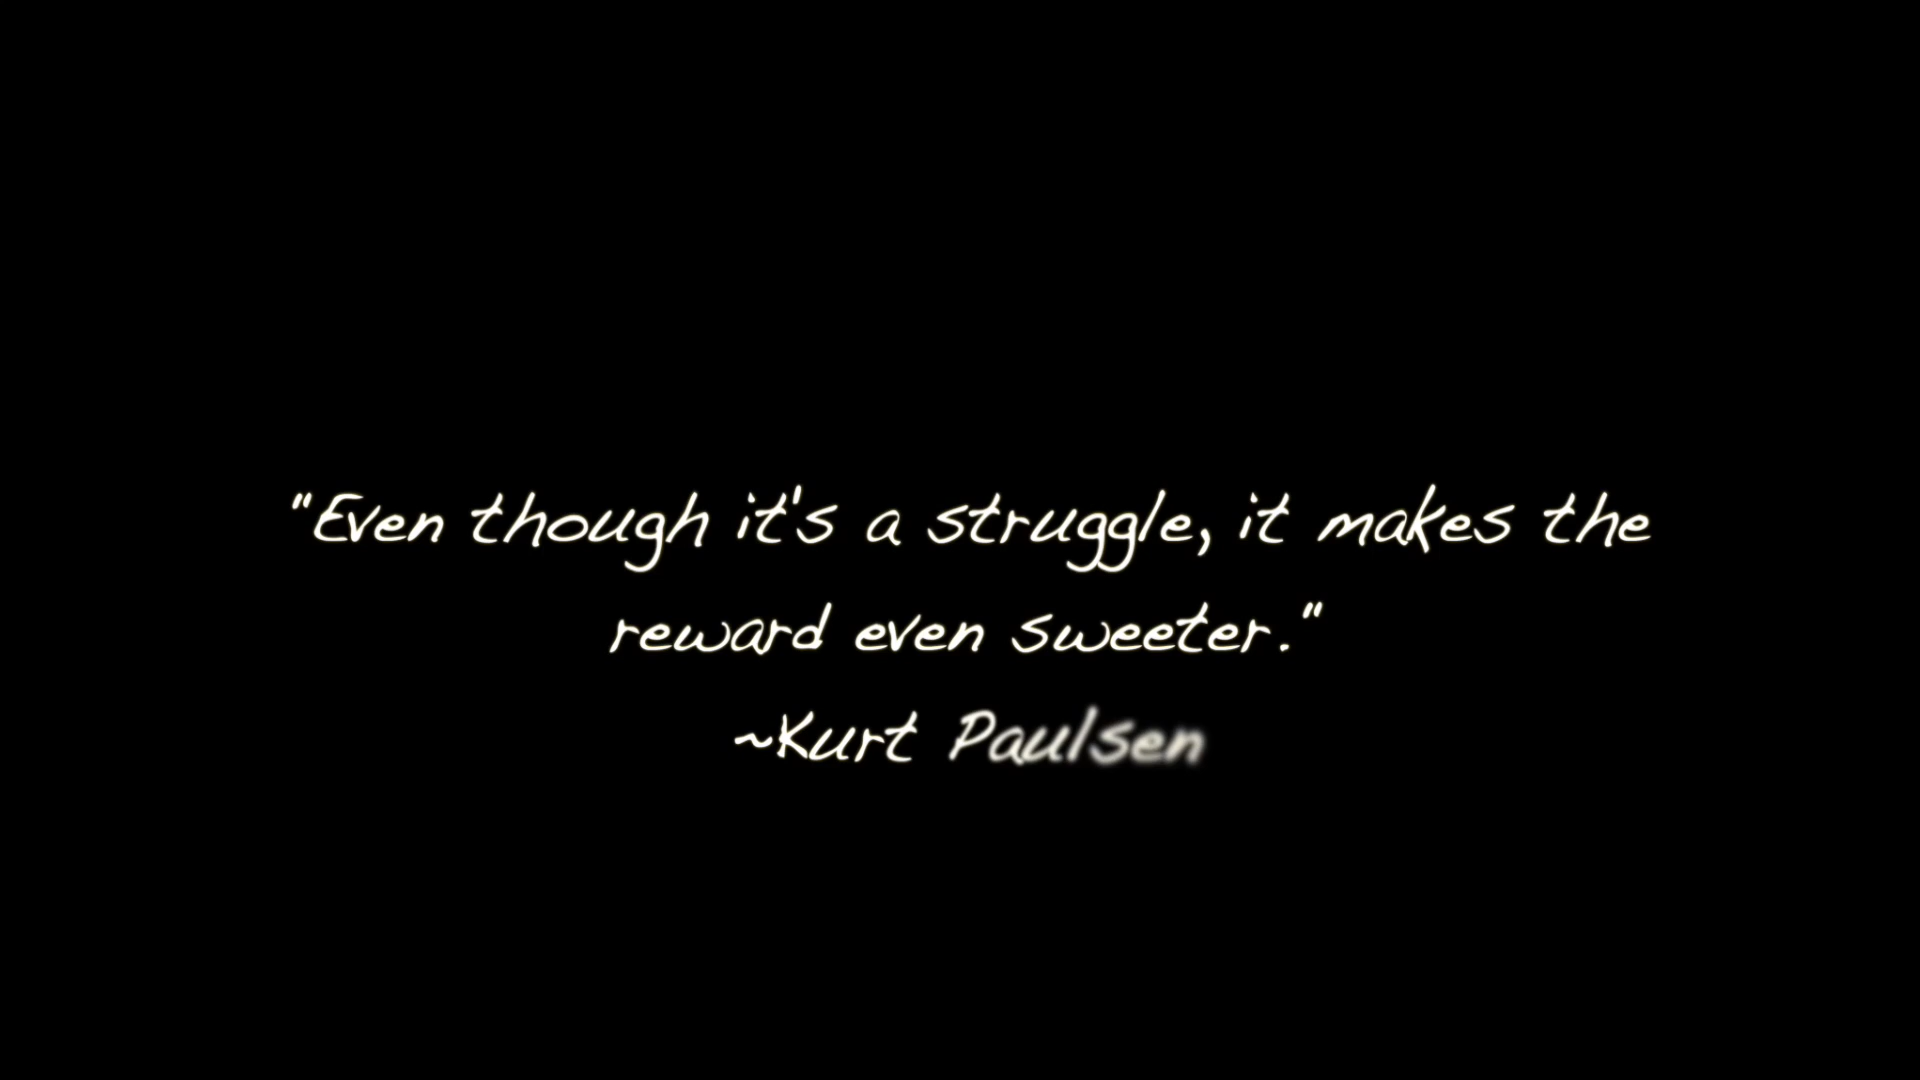 "Even though it's a struggle, it makes the
reward even sweeter."
~Kurt Paulsen